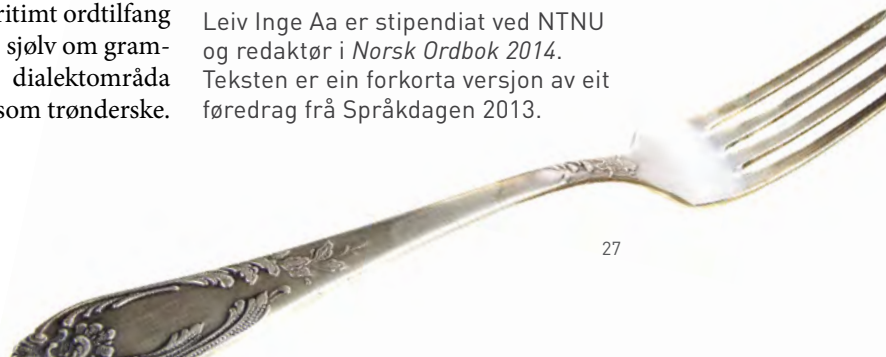 ritimt ordtilfang
sjølv om gram-
dialektområda
som trønderske.
Leiv Inge Aa er stipendiat ved NTNU
og redaktør i Norsk Ordbok 2014.
Teksten er ein forkorta versjon av eit
føredrag frå Språkdagen 2013.
27